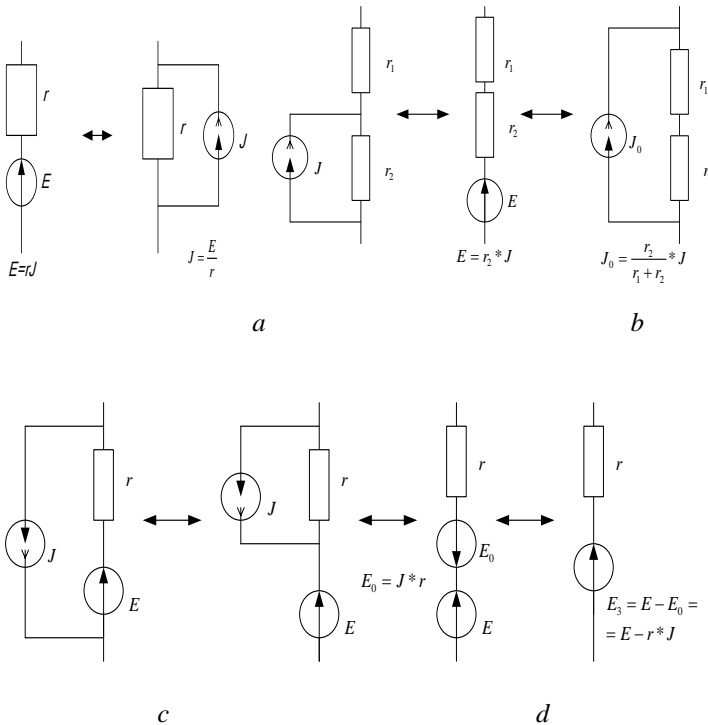 r
E
E=rJ
r
J
J = E/r
r₁
J
r₂
r₁
r₂
E
E = r₂ * J
r₁
J₀
r
J₀ = r₂/(r₁ + r₂) * J
a
b
r
J
E
r
J
E
E₀ = J * r
r
E₀
E
r
E₃ = E − E₀ =
= E − r * J
c
d